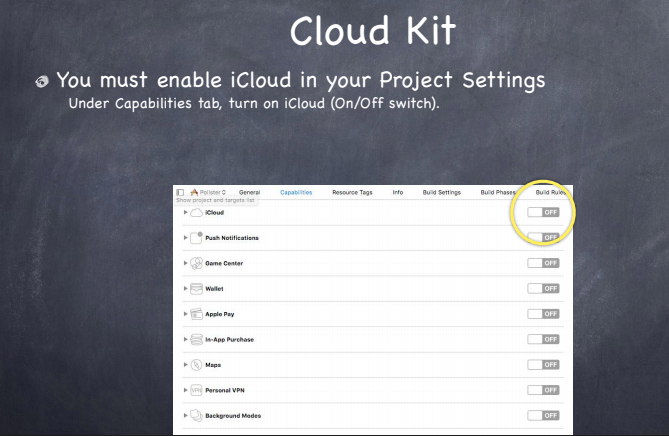 Cloud Kit
You must enable iCloud in your Project Settings
Under Capabilities tab, turn on iCloud (On/Off switch).
Pollster General Capabilities Resource Tags Info Build Settings Build Phases Build Rules
Show project and targets list
iCloud OFF
Push Notifications OFF
Game Center OFF
Wallet OFF
Apple Pay OFF
In-App Purchase OFF
Maps OFF
VPN Personal VPN OFF
Background Modes OFF